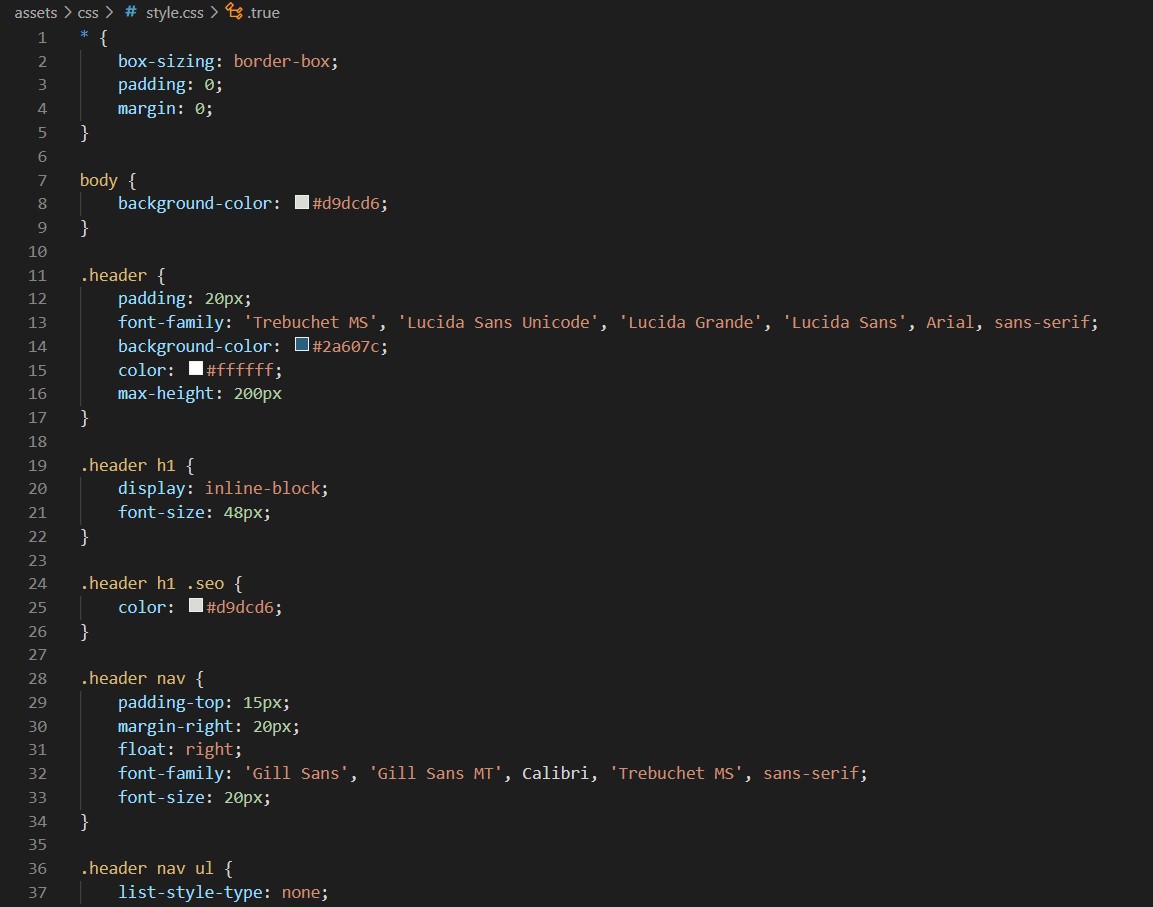 assets > css > # style.css > .true
1 * {
2 box-sizing: border-box;
3 padding: 0;
4 margin: 0;
5 }
6
7 body {
8 background-color: #d9dcd6;
9 }
10
11 .header {
12 padding: 20px;
13 font-family: 'Trebuchet MS', 'Lucida Sans Unicode', 'Lucida Grande', 'Lucida Sans', Arial, sans-serif;
14 background-color: #2a607c;
15 color: #ffffff;
16 max-height: 200px
17 }
18
19 .header h1 {
20 display: inline-block;
21 font-size: 48px;
22 }
23
24 .header h1 .seo {
25 color: #d9dcd6;
26 }
27
28 .header nav {
29 padding-top: 15px;
30 margin-right: 20px;
31 float: right;
32 font-family: 'Gill Sans', 'Gill Sans MT', Calibri, 'Trebuchet MS', sans-serif;
33 font-size: 20px;
34 }
35
36 .header nav ul {
37 list-style-type: none;